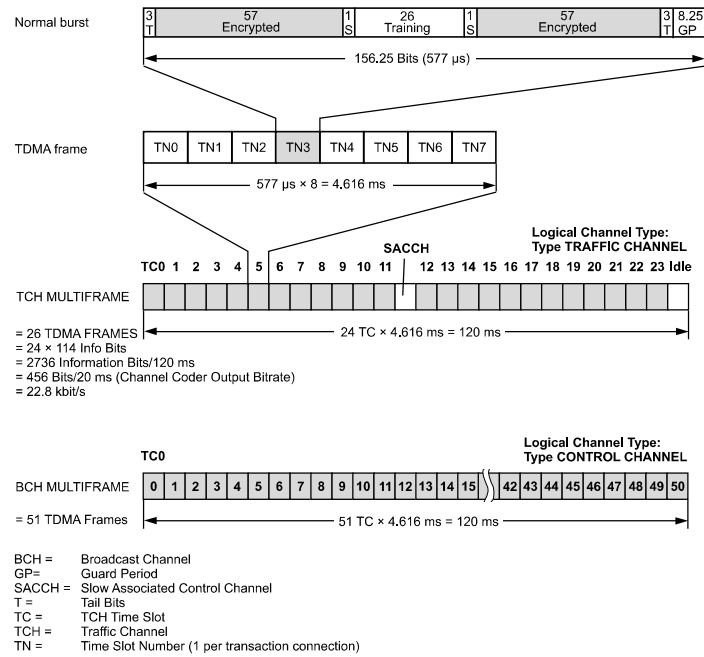 Normal burst
3 T 57 Encrypted 1 S 26 Training 1 S 57 Encrypted 3 T 8.25 GP
156.25 Bits (577 µs)
TDMA frame
TN0 TN1 TN2 TN3 TN4 TN5 TN6 TN7
577 µs × 8 = 4.616 ms
Logical Channel Type:
Type TRAFFIC CHANNEL
SACCH
TC0 1 2 3 4 5 6 7 8 9 10 11 12 13 14 15 16 17 18 19 20 21 22 23 Idle
TCH MULTIFRAME
= 26 TDMA FRAMES
24 TC × 4.616 ms = 120 ms
= 24 × 114 Info Bits
= 2736 Information Bits/120 ms
= 456 Bits/20 ms (Channel Coder Output Bitrate)
= 22.8 kbit/s
Logical Channel Type:
Type CONTROL CHANNEL
TC0
BCH MULTIFRAME
0 1 2 3 4 5 6 7 8 9 10 11 12 13 14 15 42 43 44 45 46 47 48 49 50
= 51 TDMA Frames
51 TC × 4.616 ms = 120 ms
BCH = Broadcast Channel
GP= Guard Period
SACCH = Slow Associated Control Channel
T = Tail Bits
TC = TCH Time Slot
TCH = Traffic Channel
TN = Time Slot Number (1 per transaction connection)